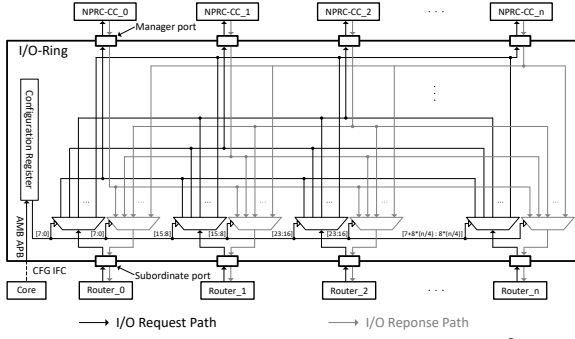 NPRC-CC_0 NPRC-CC_1 NPRC-CC_2 . . . NPRC-CC_n
Manager port
I/O-Ring
Configuration Register
AMB APB
... ... ... ... ... ... ... ...
[7:0] [7:0] [15:8] [15:8] [23:16] [23:16] [7+8*(n/4) : 8*(n/4)]
CFG IFC
Subordinate port
Core Router_0 Router_1 Router_2 . . . Router_n
I/O Request Path I/O Reponse Path